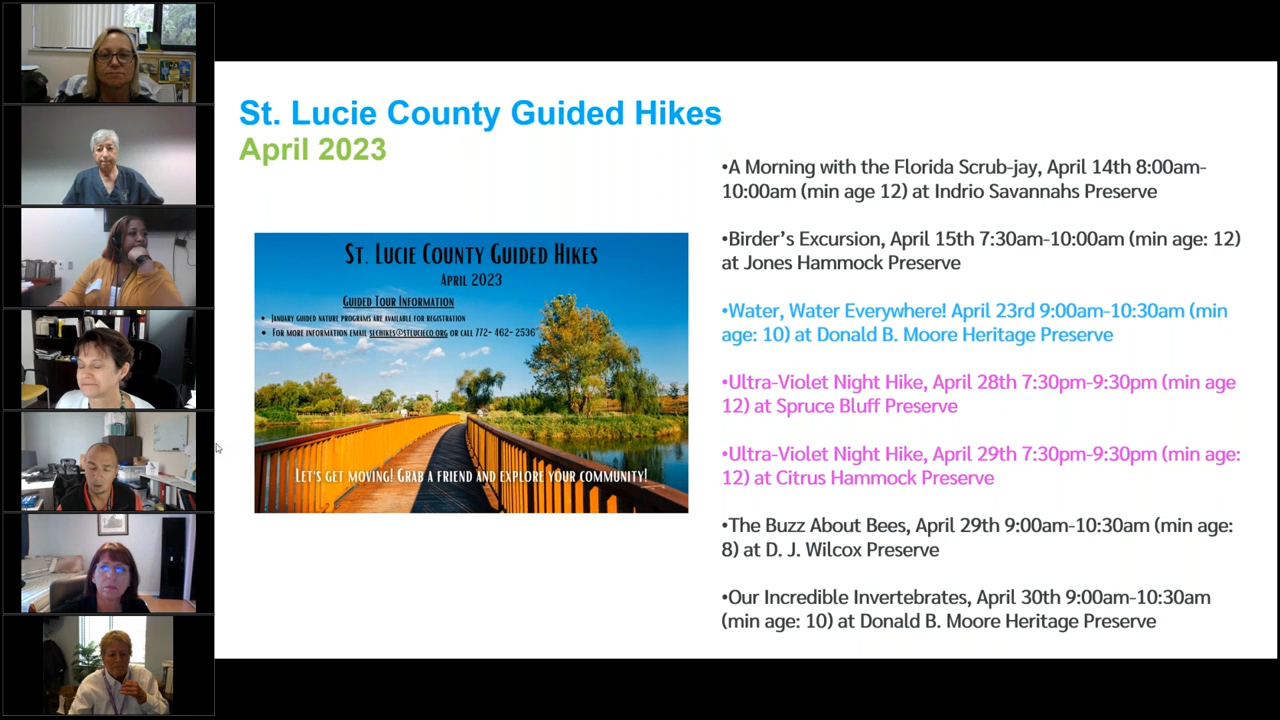 St. Lucie County Guided Hikes
April 2023
St. Lucie County Guided Hikes
April 2023
Guided Tour Information
• January guided nature programs are available for registration
• For more information email slchikes@stlucieco.org or call 772- 462- 2536
Let's get moving! Grab a friend and explore your community!
•A Morning with the Florida Scrub-jay, April 14th 8:00am-
10:00am (min age 12) at Indrio Savannahs Preserve
•Birder's Excursion, April 15th 7:30am-10:00am (min age: 12)
at Jones Hammock Preserve
•Water, Water Everywhere! April 23rd 9:00am-10:30am (min
age: 10) at Donald B. Moore Heritage Preserve
•Ultra-Violet Night Hike, April 28th 7:30pm-9:30pm (min age
12) at Spruce Bluff Preserve
•Ultra-Violet Night Hike, April 29th 7:30pm-9:30pm (min age:
12) at Citrus Hammock Preserve
•The Buzz About Bees, April 29th 9:00am-10:30am (min age:
8) at D. J. Wilcox Preserve
•Our Incredible Invertebrates, April 30th 9:00am-10:30am
(min age: 10) at Donald B. Moore Heritage Preserve